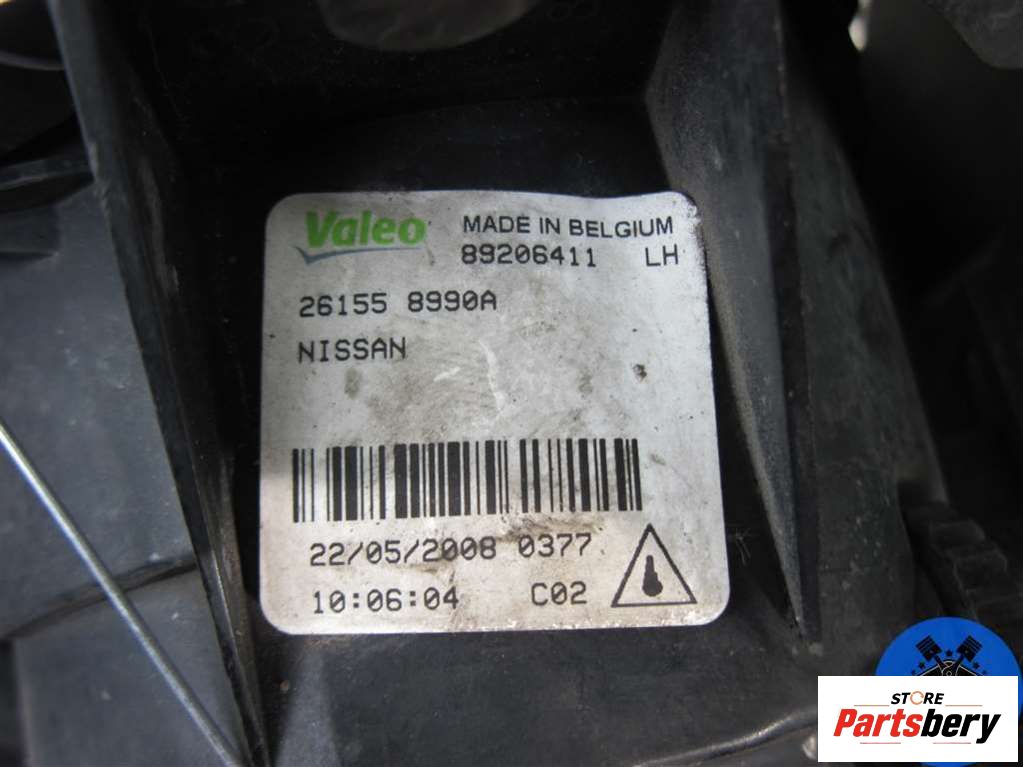 Valeo MADE IN BELGIUM
89206411 LH
26155 8990A
NISSAN
22/05/2008 0377
10:06:04 C02
STORE
Partsbery